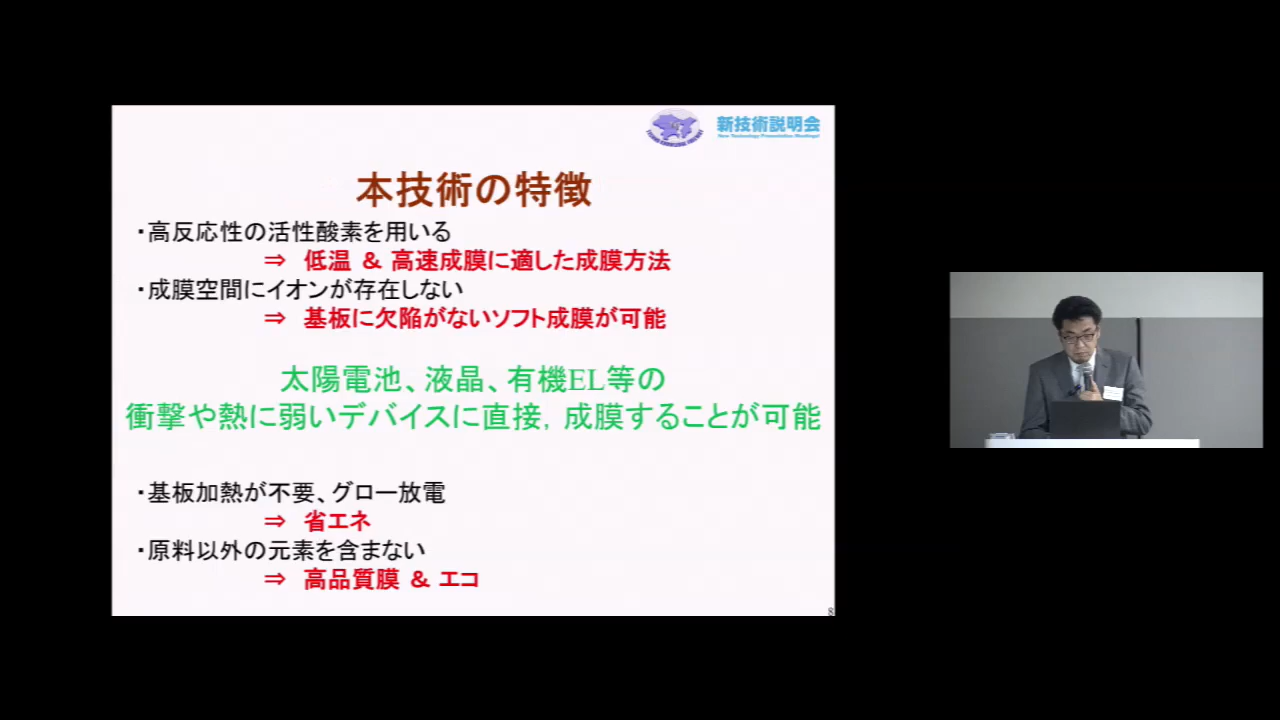 新技術説明会
New Technology Presentation Meetings!
本技術の特徴
・高反応性の活性酸素を用いる
⇒ 低温 & 高速成膜に適した成膜方法
・成膜空間にイオンが存在しない
⇒ 基板に欠陥がないソフト成膜が可能
太陽電池、液晶、有機EL等の
衝撃や熱に弱いデバイスに直接,成膜することが可能
・基板加熱が不要、グロー放電
⇒ 省エネ
・原料以外の元素を含まない
⇒ 高品質膜 & エコ
8